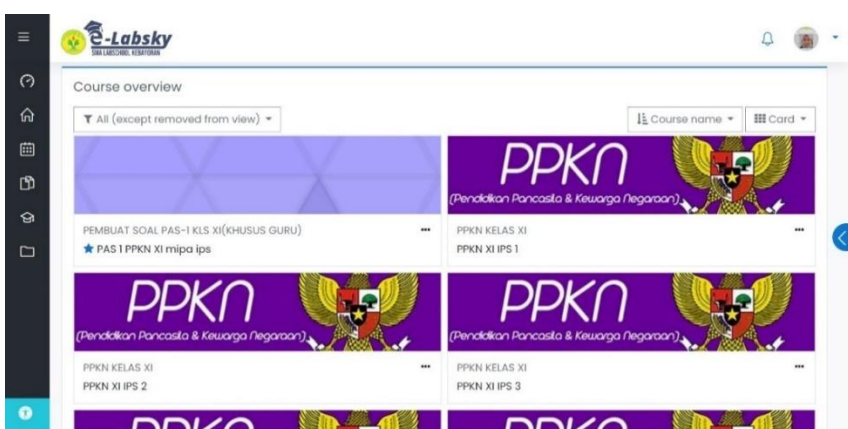 e-Labsky
SMA LABSCHOOL KEBAYORAN
Course overview
All (except removed from view)
Course name
Card
PPKN
(Pendidikan Pancasila & Kewarga Negaraan)
PEMBUAT SOAL PAS-1 KLS XI(KHUSUS GURU)
PAS 1 PPKN XI mipa ips
PPKN KELAS XI
PPKN XI IPS 1
PPKN
(Pendidikan Pancasila & Kewarga Negaraan)
PPKN
(Pendidikan Pancasila & Kewarga Negaraan)
PPKN KELAS XI
PPKN XI IPS 2
PPKN KELAS XI
PPKN XI IPS 3
PPKN
PPKN